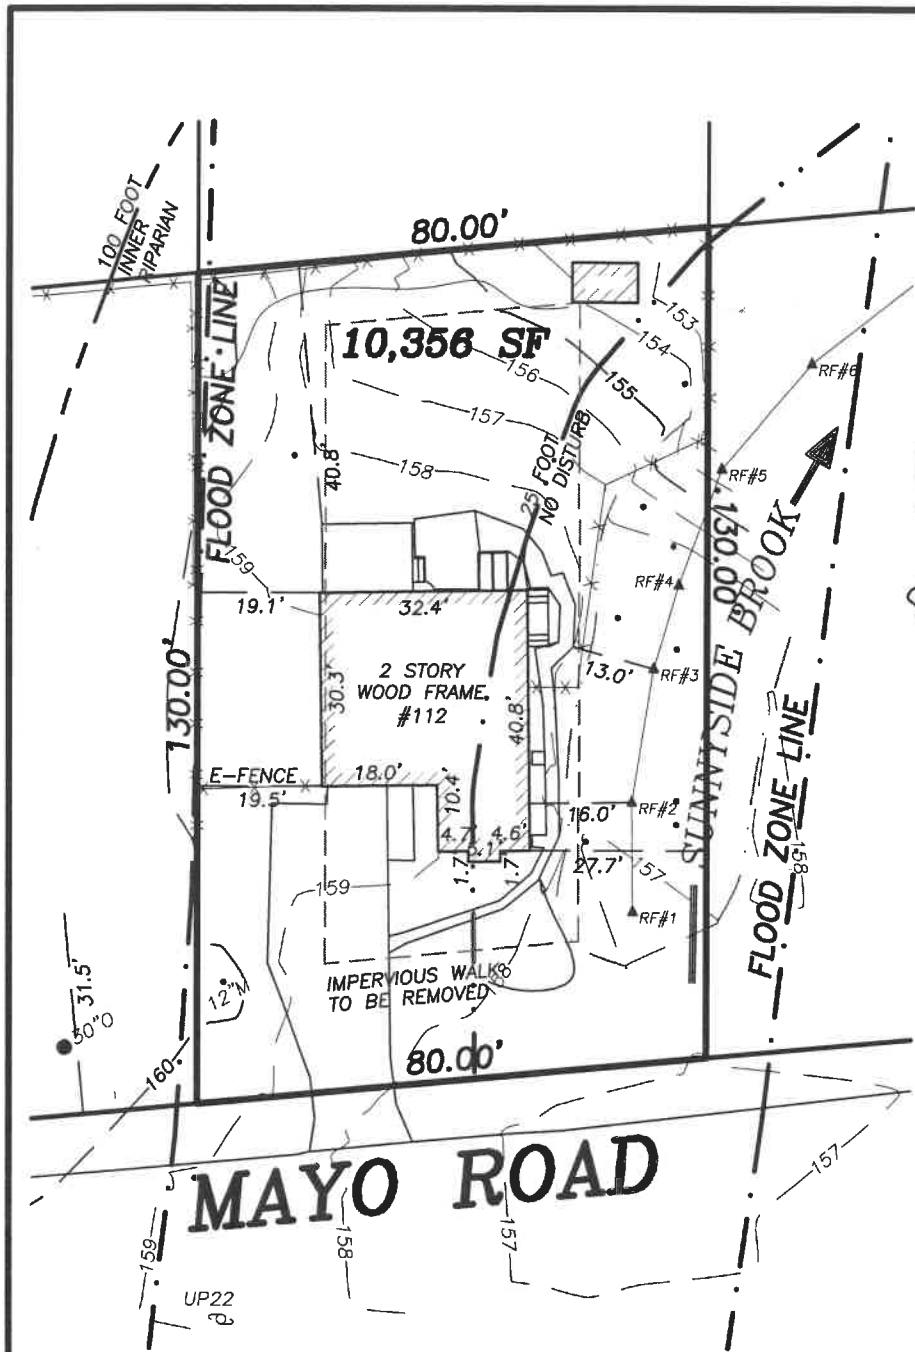 100 FOOT
INNER
RIPARIAN
80.00'
FLOOD ZONE LINE
10,356 SF
153
154
155
156
157
158
159
40.8'
25 FOOT
NO DISTURB
RF#6
RF#5
RF#4
RF#3
RF#2
RF#1
130.00'
SUNNYSIDE BROOK
19.1'
32.4'
2 STORY
WOOD FRAME
#112
30.3'
40.8'
13.0'
130.00'
E-FENCE
19.5'
18.0'
10.4'
4.7'
4.6'
1.7'
1.7'
16.0'
27.7'
157
158
FLOOD ZONE LINE
159
IMPERVIOUS WALK
TO BE REMOVED
12"M
31.5'
30"O
160
80.00'
MAYO ROAD
159
158
157
157
UP22